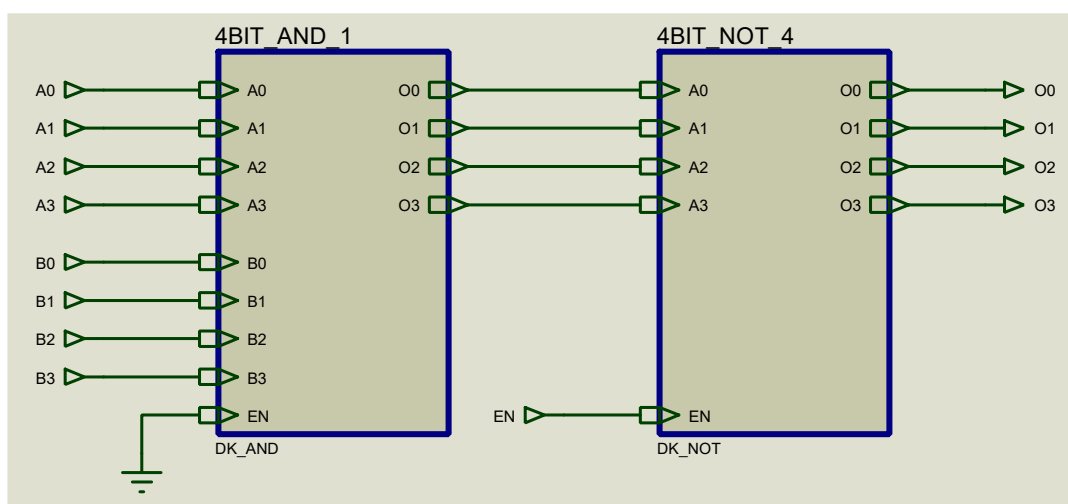 4BIT_AND_1 4BIT_NOT_4
A0 A0 O0 A0 O0 O0
A1 A1 O1 A1 O1 O1
A2 A2 O2 A2 O2 O2
A3 A3 O3 A3 O3 O3
B0 B0
B1 B1
B2 B2
B3 B3
EN EN EN
DK_AND DK_NOT